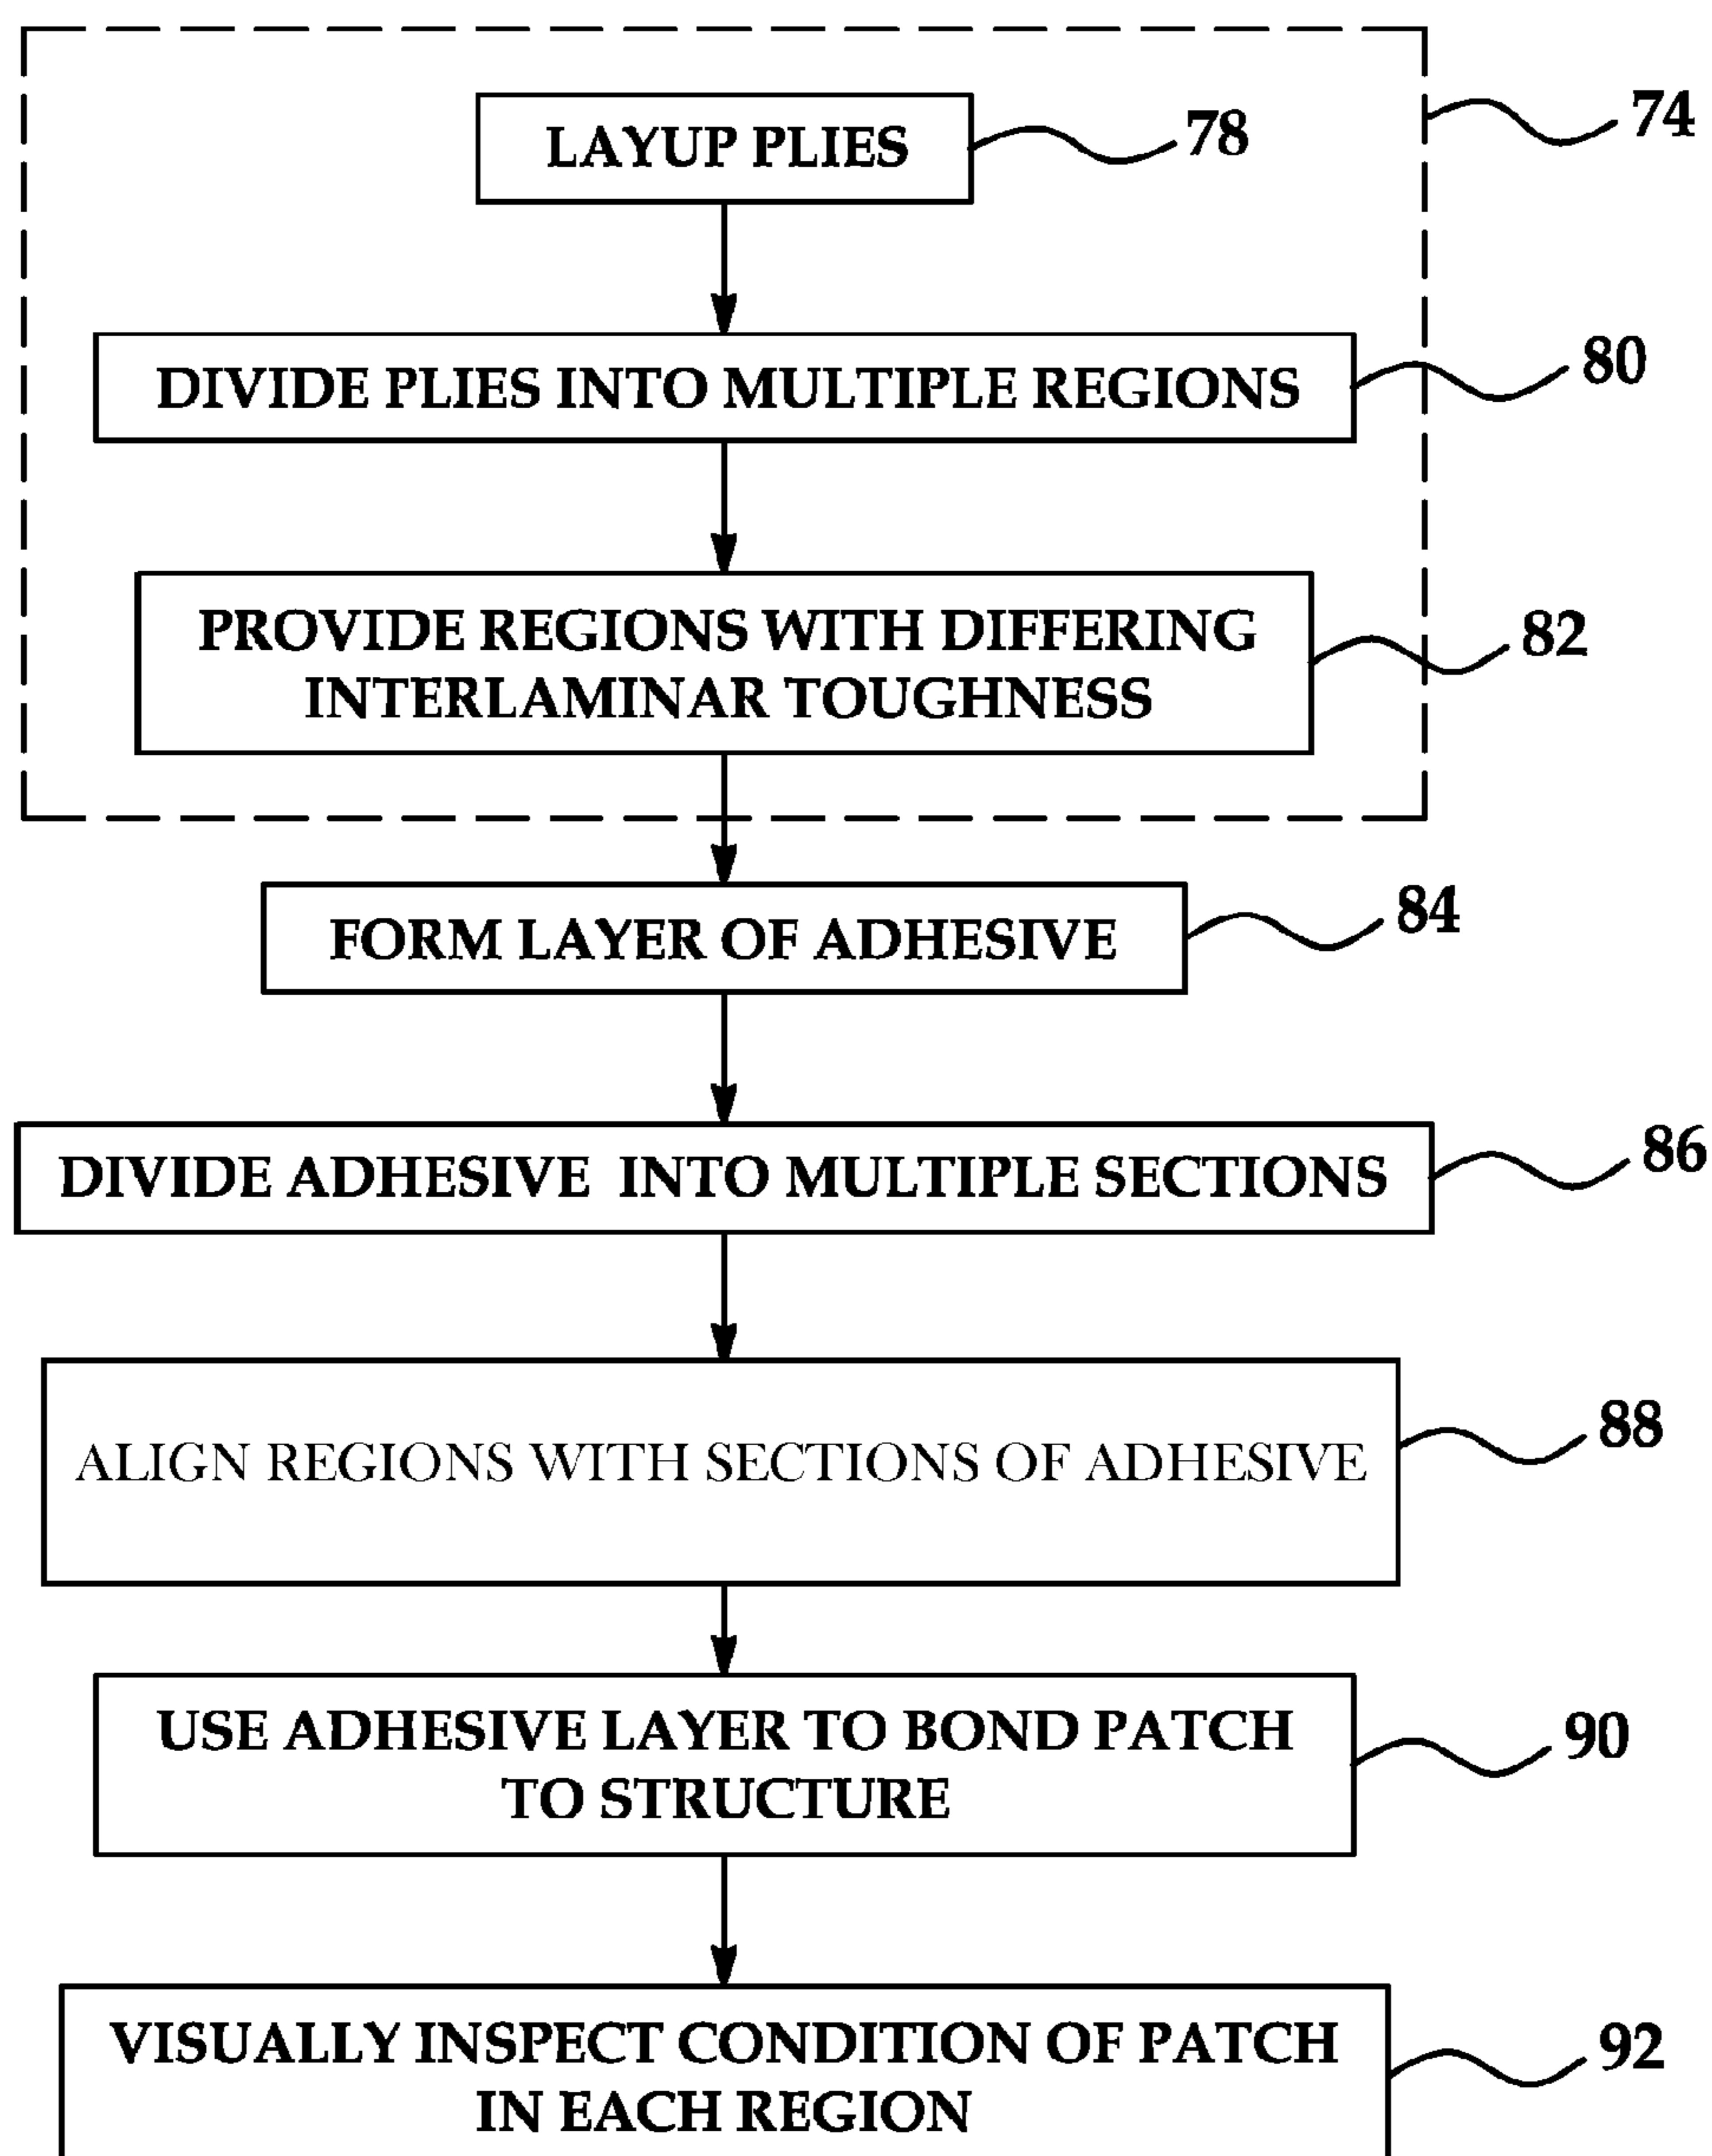 74
LAYUP PLIES
78
DIVIDE PLIES INTO MULTIPLE REGIONS
80
PROVIDE REGIONS WITH DIFFERING
INTERLAMINAR TOUGHNESS
82
FORM LAYER OF ADHESIVE
84
DIVIDE ADHESIVE INTO MULTIPLE SECTIONS
86
ALIGN REGIONS WITH SECTIONS OF ADHESIVE
88
USE ADHESIVE LAYER TO BOND PATCH
TO STRUCTURE
90
VISUALLY INSPECT CONDITION OF PATCH
IN EACH REGION
92